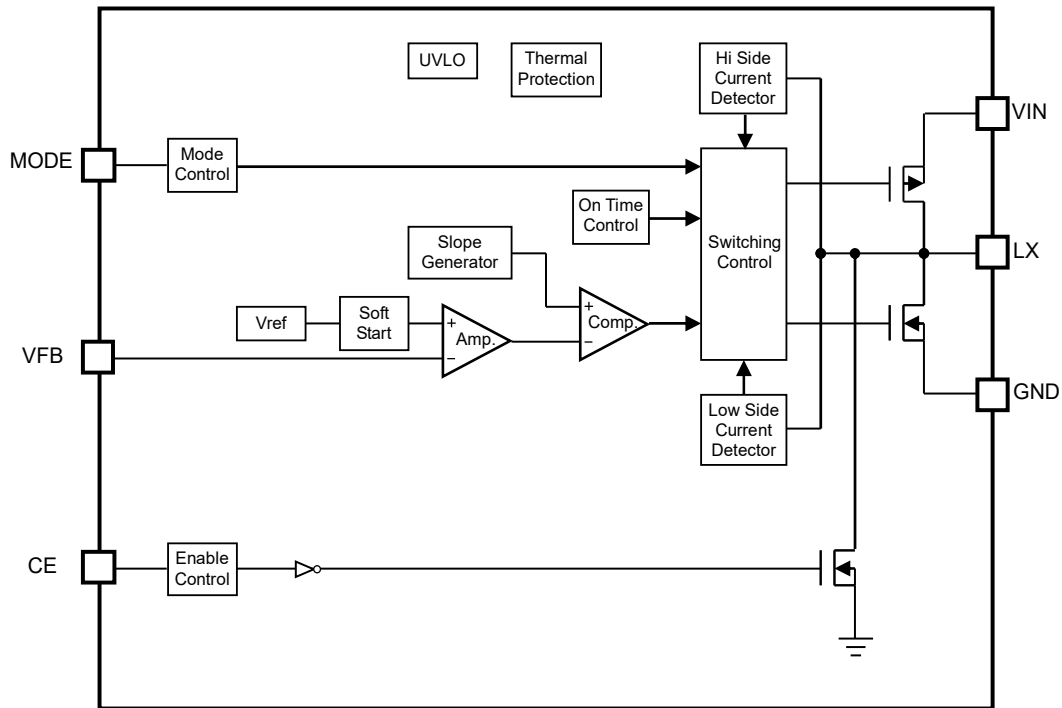 UVLO
Thermal
Protection
Hi Side
Current
Detector
VIN
MODE
Mode
Control
On Time
Control
Switching
Control
LX
Slope
Generator
Vref
Soft
Start
+
Amp.
−
+
Comp.
−
VFB
GND
Low Side
Current
Detector
CE
Enable
Control